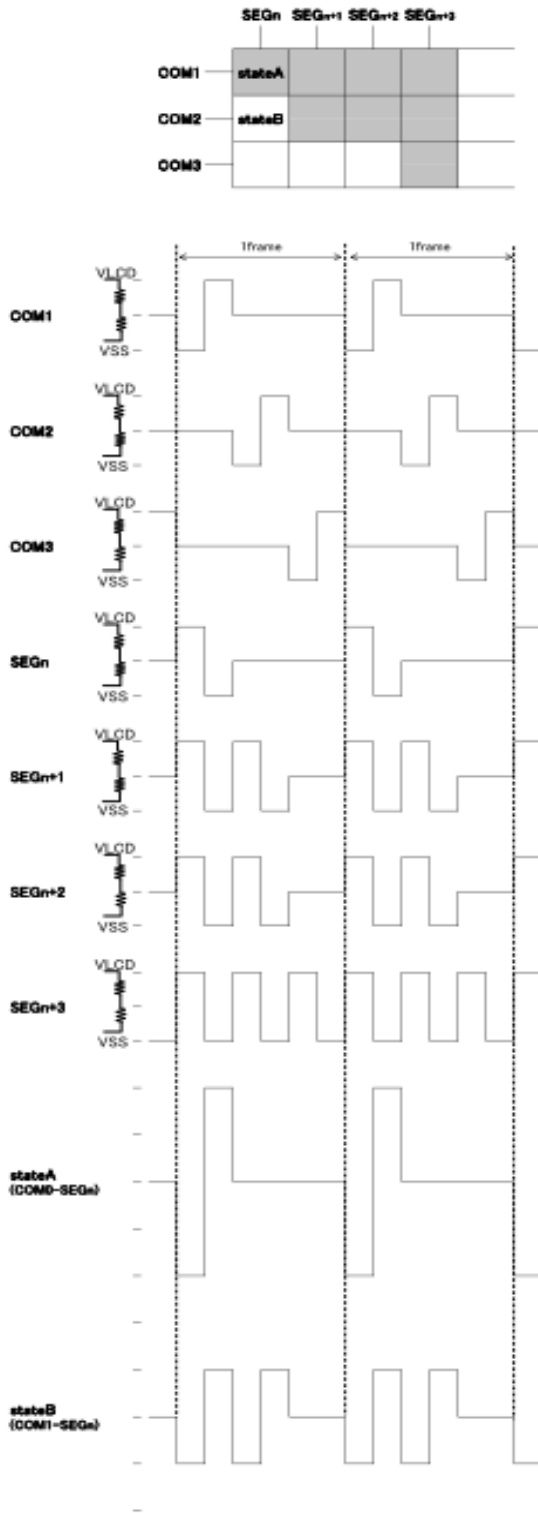 SEGn SEGn+1 SEGn+2 SEGn+3
COM1 stateA
COM2 stateB
COM3
1frame 1frame
VLCD
COM1
VSS
VLCD
COM2
VSS
VLCD
COM3
VSS
VLCD
SEGn
VSS
VLCD
SEGn+1
VSS
VLCD
SEGn+2
VSS
VLCD
SEGn+3
VSS
stateA
(COM0-SEGn)
stateB
(COM1-SEGn)